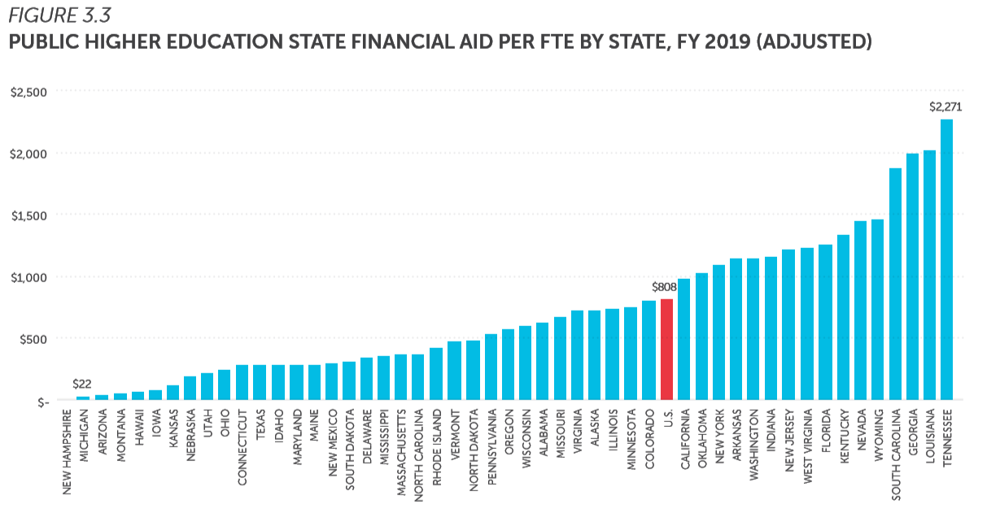 FIGURE 3.3
PUBLIC HIGHER EDUCATION STATE FINANCIAL AID PER FTE BY STATE, FY 2019 (ADJUSTED)
$2,500
$2,271
$2,000
$1,500
$1,000
$808
$500
$22
$-
NEW HAMPSHIRE
MICHIGAN
ARIZONA
MONTANA
HAWAII
IOWA
KANSAS
NEBRASKA
UTAH
OHIO
CONNECTICUT
TEXAS
IDAHO
MARYLAND
MAINE
NEW MEXICO
SOUTH DAKOTA
DELAWARE
MISSISSIPPI
MASSACHUSETTS
NORTH CAROLINA
RHODE ISLAND
VERMONT
NORTH DAKOTA
PENNSYLVANIA
OREGON
WISCONSIN
ALABAMA
MISSOURI
VIRGINIA
ALASKA
ILLINOIS
MINNESOTA
COLORADO
U.S.
CALIFORNIA
OKLAHOMA
NEW YORK
ARKANSAS
WASHINGTON
INDIANA
NEW JERSEY
WEST VIRGINIA
FLORIDA
KENTUCKY
NEVADA
WYOMING
SOUTH CAROLINA
GEORGIA
LOUISIANA
TENNESSEE